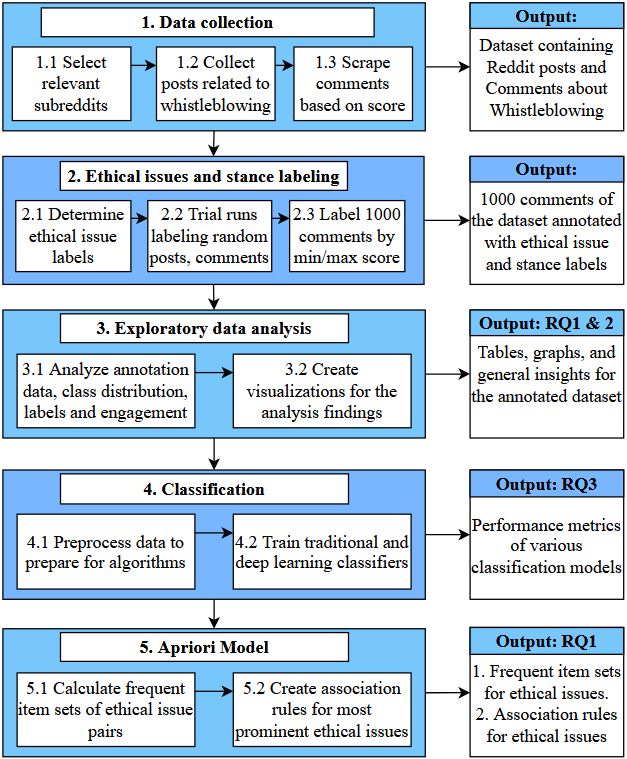 1. Data collection
1.1 Select
relevant
subreddits
1.2 Collect
posts related to
whistleblowing
1.3 Scrape
comments
based on score
Output:
Dataset containing
Reddit posts and
Comments about
Whistleblowing
2. Ethical issues and stance labeling
2.1 Determine
ethical issue
labels
2.2 Trial runs
labeling random
posts, comments
2.3 Label 1000
comments by
min/max score
Output:
1000 comments of
the dataset annotated
with ethical issue
and stance labels
3. Exploratory data analysis
3.1 Analyze annotation
data, class distribution,
labels and engagement
3.2 Create
visualizations for the
analysis findings
Output: RQ1 & 2
Tables, graphs, and
general insights for
the annotated dataset
4. Classification
4.1 Preprocess data to
prepare for algorithms
4.2 Train traditional and
deep learning classifiers
Output: RQ3
Performance metrics
of various
classification models
5. Apriori Model
5.1 Calculate frequent
item sets of ethical issue
pairs
5.2 Create association
rules for most
prominent ethical issues
Output: RQ1
1. Frequent item sets
for ethical issues.
2. Association rules
for ethical issues